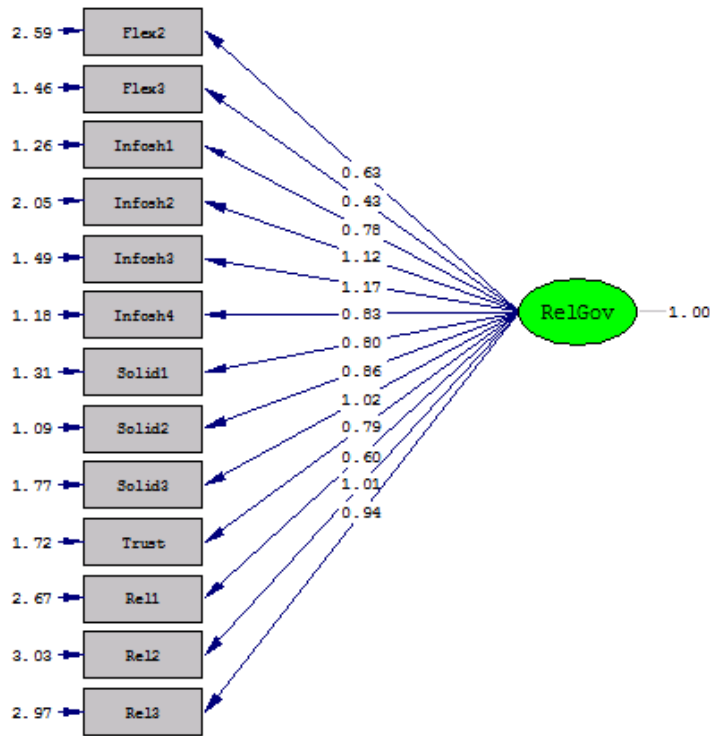 2.59 Flex2
1.46 Flex3
1.26 Infosh1
2.05 Infosh2
1.49 Infosh3
1.18 Infosh4
1.31 Solid1
1.09 Solid2
1.77 Solid3
1.72 Trust
2.67 Rel1
3.03 Rel2
2.97 Rel3
0.63
0.43
0.78
1.12
1.17
0.83
0.80
0.86
1.02
0.79
0.60
1.01
0.94
RelGov 1.00